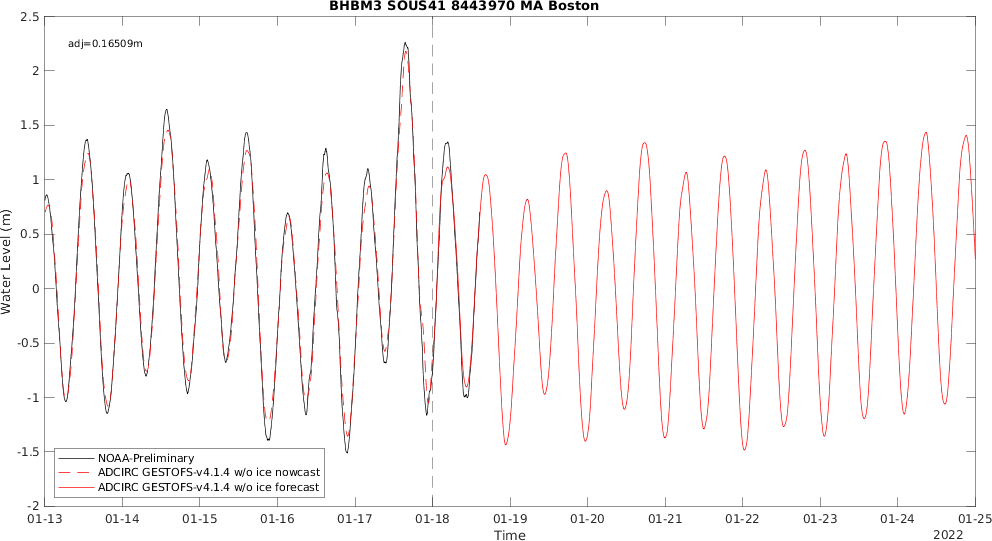 BHBM3 SOUS41 8443970 MA Boston
adj=0.16509m
Water Level (m)
2.5
2
1.5
1
0.5
0
-0.5
-1
-1.5
-2
NOAA-Preliminary
ADCIRC GESTOFS-v4.1.4 w/o ice nowcast
ADCIRC GESTOFS-v4.1.4 w/o ice forecast
01-13 01-14 01-15 01-16 01-17 01-18 01-19 01-20 01-21 01-22 01-23 01-24 01-25
Time
2022